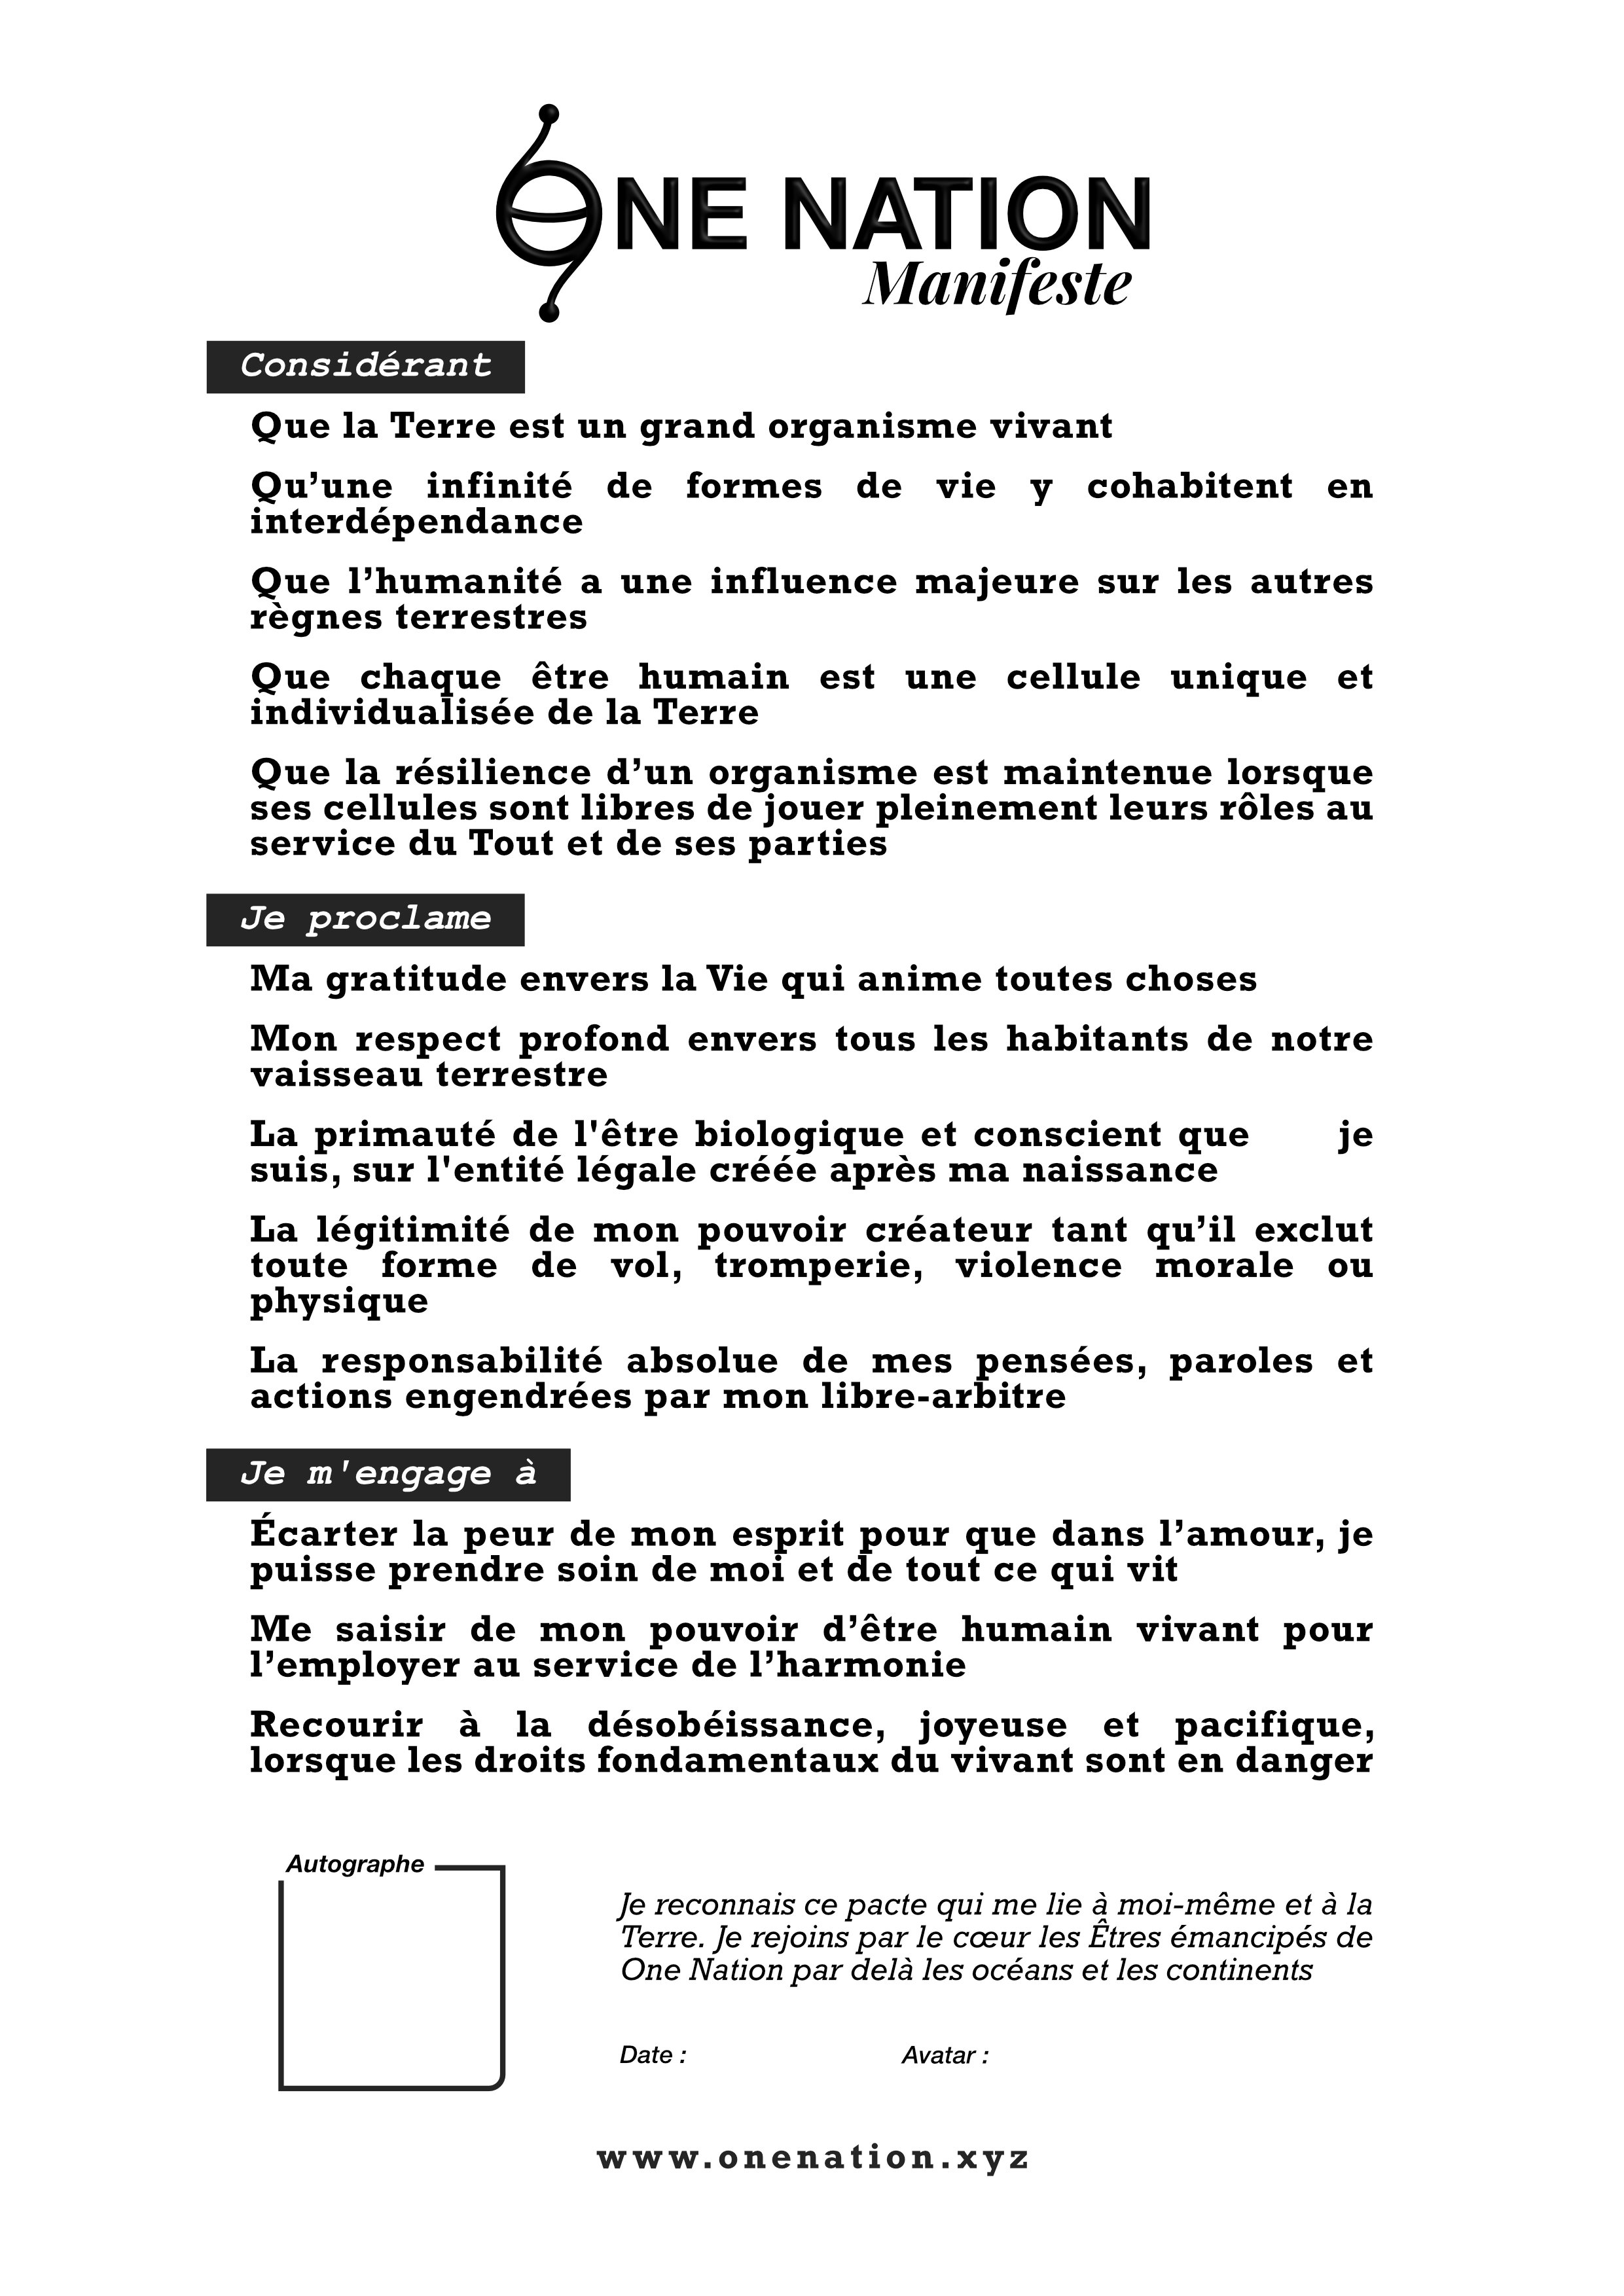 ONE NATION
Manifeste
Considérant
Que la Terre est un grand organisme vivant
Qu’une infinité de formes de vie y cohabitent en
interdépendance
Que l’humanité a une influence majeure sur les autres
règnes terrestres
Que chaque être humain est une cellule unique et
individualisée de la Terre
Que la résilience d’un organisme est maintenue lorsque
ses cellules sont libres de jouer pleinement leurs rôles au
service du Tout et de ses parties
Je proclame
Ma gratitude envers la Vie qui anime toutes choses
Mon respect profond envers tous les habitants de notre
vaisseau terrestre
La primauté de l'être biologique et conscient que je
suis, sur l'entité légale créée après ma naissance
La légitimité de mon pouvoir créateur tant qu’il exclut
toute forme de vol, tromperie, violence morale ou
physique
La responsabilité absolue de mes pensées, paroles et
actions engendrées par mon libre-arbitre
Je m'engage à
Écarter la peur de mon esprit pour que dans l’amour, je
puisse prendre soin de moi et de tout ce qui vit
Me saisir de mon pouvoir d’être humain vivant pour
l’employer au service de l’harmonie
Recourir à la désobéissance, joyeuse et pacifique,
lorsque les droits fondamentaux du vivant sont en danger
Autographe
Je reconnais ce pacte qui me lie à moi-même et à la
Terre. Je rejoins par le cœur les Êtres émancipés de
One Nation par delà les océans et les continents
Date : Avatar :
www.onenation.xyz